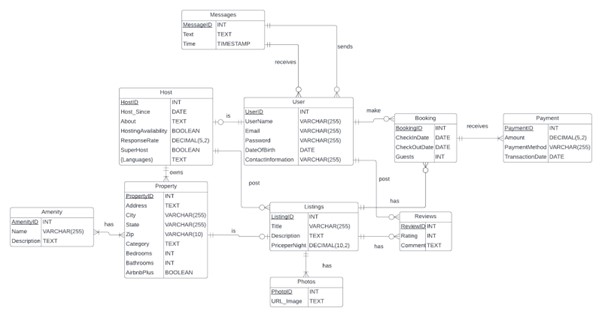 Messages
MessageID INT
Text TEXT
Time TIMESTAMP
sends
receives
Host
HostID INT
Host_Since DATE
About TEXT
HostingAvailability BOOLEAN
ResponseRate DECIMAL(5,2)
SuperHost BOOLEAN
{Languages} TEXT
is
User
UserID INT
UserName VARCHAR(255)
Email VARCHAR(255)
Password VARCHAR(255)
DateOfBirth DATE
ContactInformation VARCHAR(255)
make
Booking
BookingID INT
CheckInDate DATE
CheckOutDate DATE
Guests INT
receives
Payment
PaymentID INT
Amount DECIMAL(5,2)
PaymentMethod VARCHAR(255)
TransactionDate DATE
owns
post
post
has
Property
PropertyID INT
Address TEXT
City VARCHAR(255)
State VARCHAR(255)
Zip VARCHAR(10)
Category TEXT
Bedrooms INT
Bathrooms INT
AirbnbPlus BOOLEAN
Amenity
AmenityID INT
Name VARCHAR(255)
Description TEXT
has
is
Listings
ListingID INT
Title VARCHAR(255)
Description TEXT
PriceperNight DECIMAL(10,2)
has
Reviews
ReviewID INT
Rating INT
Comment TEXT
has
Photos
PhotoID INT
URL_Image TEXT